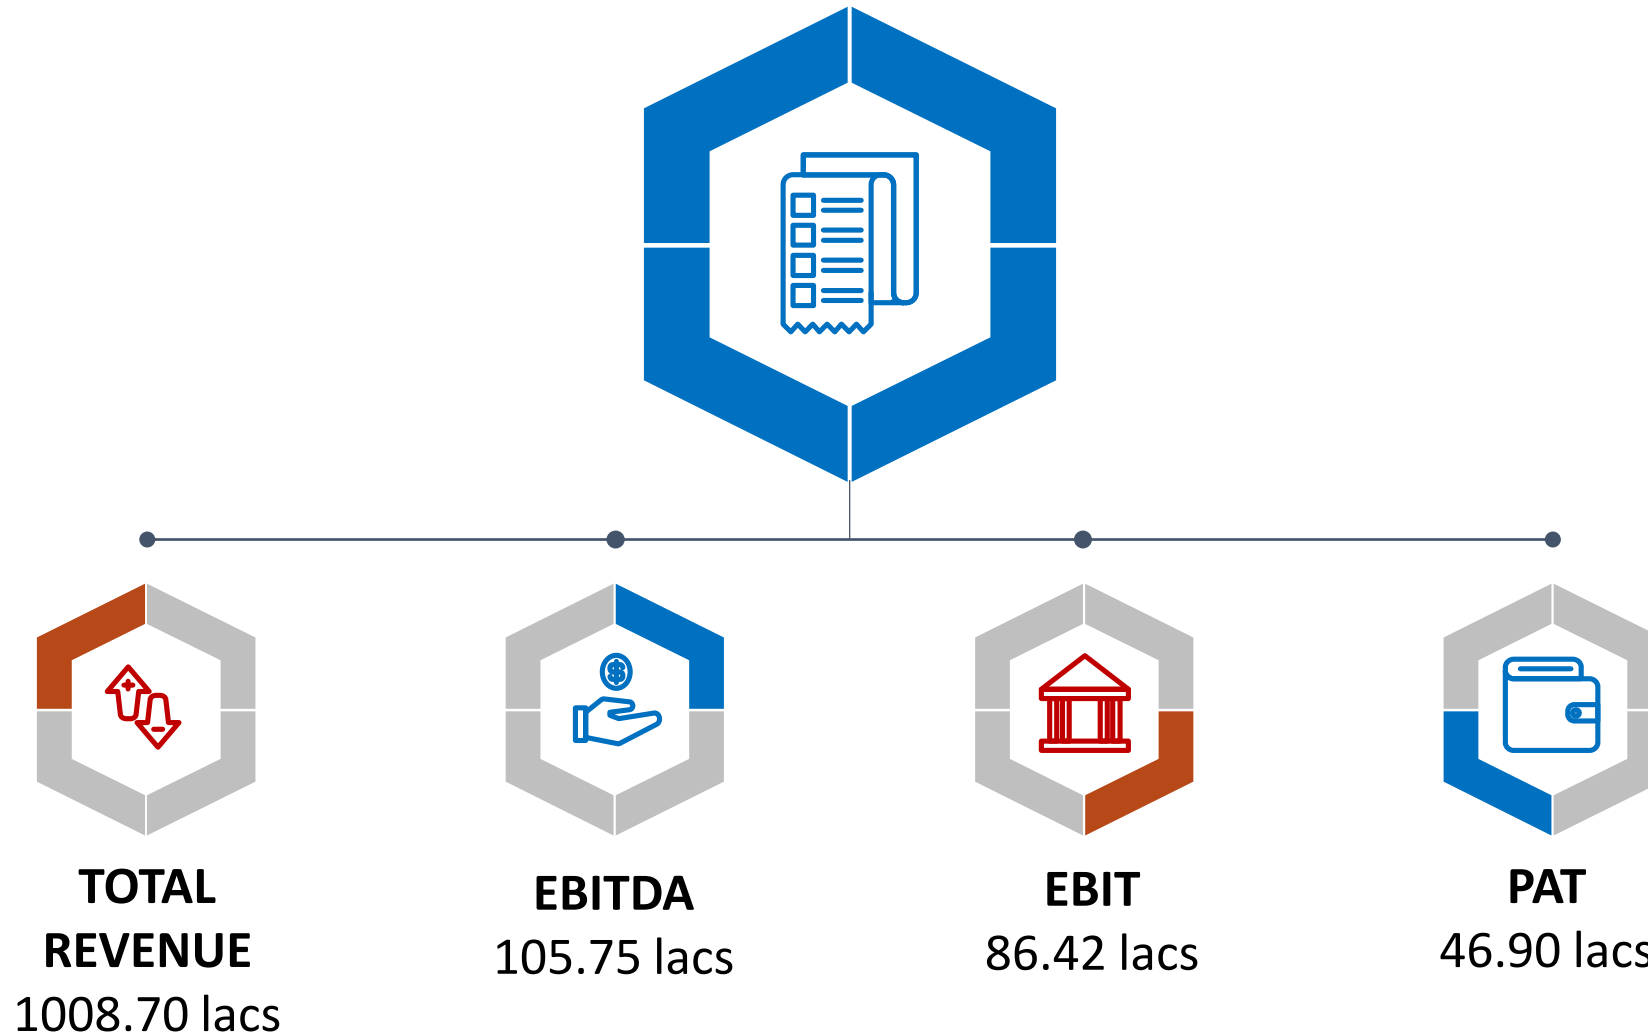 TOTAL
REVENUE
1008.70 lacs
EBITDA
105.75 lacs
EBIT
86.42 lacs
PAT
46.90 lacs